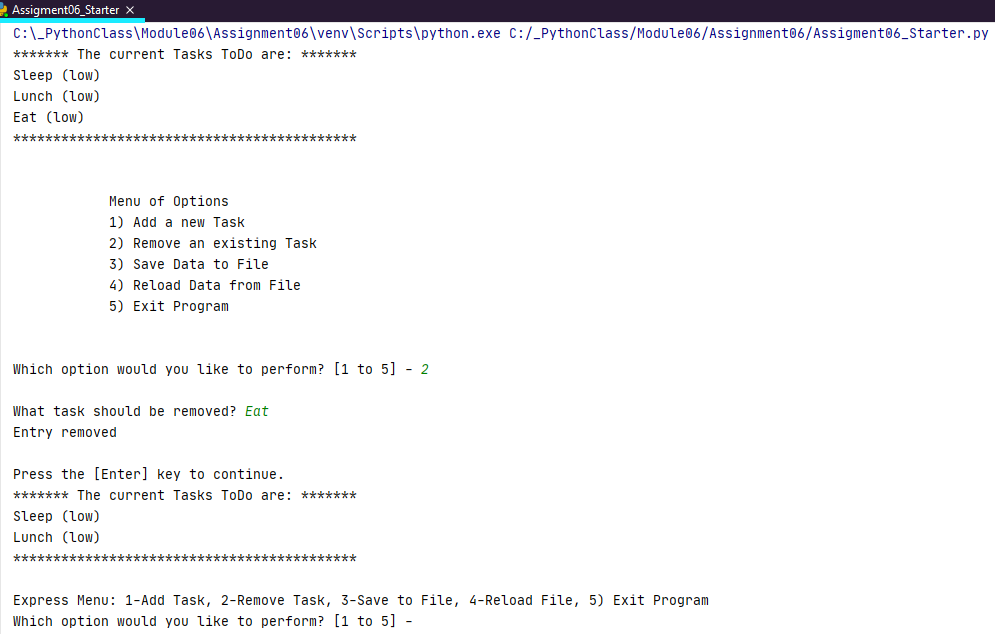 Assigment06_Starter ×
C:\_PythonClass\Module06\Assignment06\venv\Scripts\python.exe C:/_PythonClass/Module06/Assignment06/Assigment06_Starter.py
******* The current Tasks ToDo are: *******
Sleep (low)
Lunch (low)
Eat (low)
*******************************************
Menu of Options
1) Add a new Task
2) Remove an existing Task
3) Save Data to File
4) Reload Data from File
5) Exit Program
Which option would you like to perform? [1 to 5] - 2
What task should be removed? Eat
Entry removed
Press the [Enter] key to continue.
******* The current Tasks ToDo are: *******
Sleep (low)
Lunch (low)
*******************************************
Express Menu: 1-Add Task, 2-Remove Task, 3-Save to File, 4-Reload File, 5) Exit Program
Which option would you like to perform? [1 to 5] -